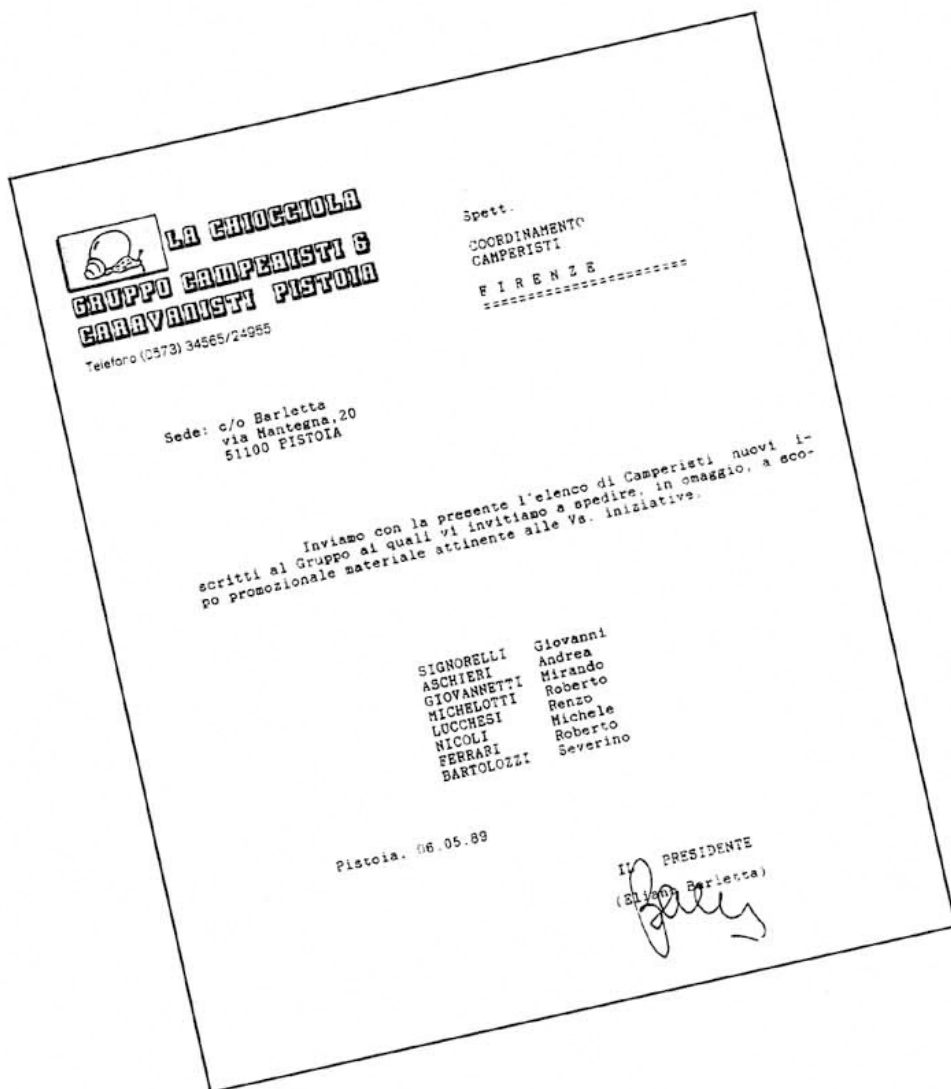 LA CHIOCCIOLA
GRUPPO CAMPERISTI &
CARAVANISTI PISTOIA
Telefono (0573) 34565/24955
Spett.
COORDINAMENTO
CAMPERISTI
F I R E N Z E
======================
Sede: c/o Barletta
via Mantegna,20
51100 PISTOIA
Inviamo con la presente l'elenco di Camperisti nuovi i-
scritti al Gruppo ai quali vi invitiamo a spedire, in omaggio, a sco-
po promozionale materiale attinente alle Vs. iniziative.
SIGNORELLI Giovanni
ASCHIERI Andrea
GIOVANNETTI Mirando
MICHELOTTI Roberto
LUCCHESI Renzo
NICOLI Michele
FERRARI Roberto
BARTOLOZZI Severino
Pistoia, 06.05.89
IL PRESIDENTE
Barletta)